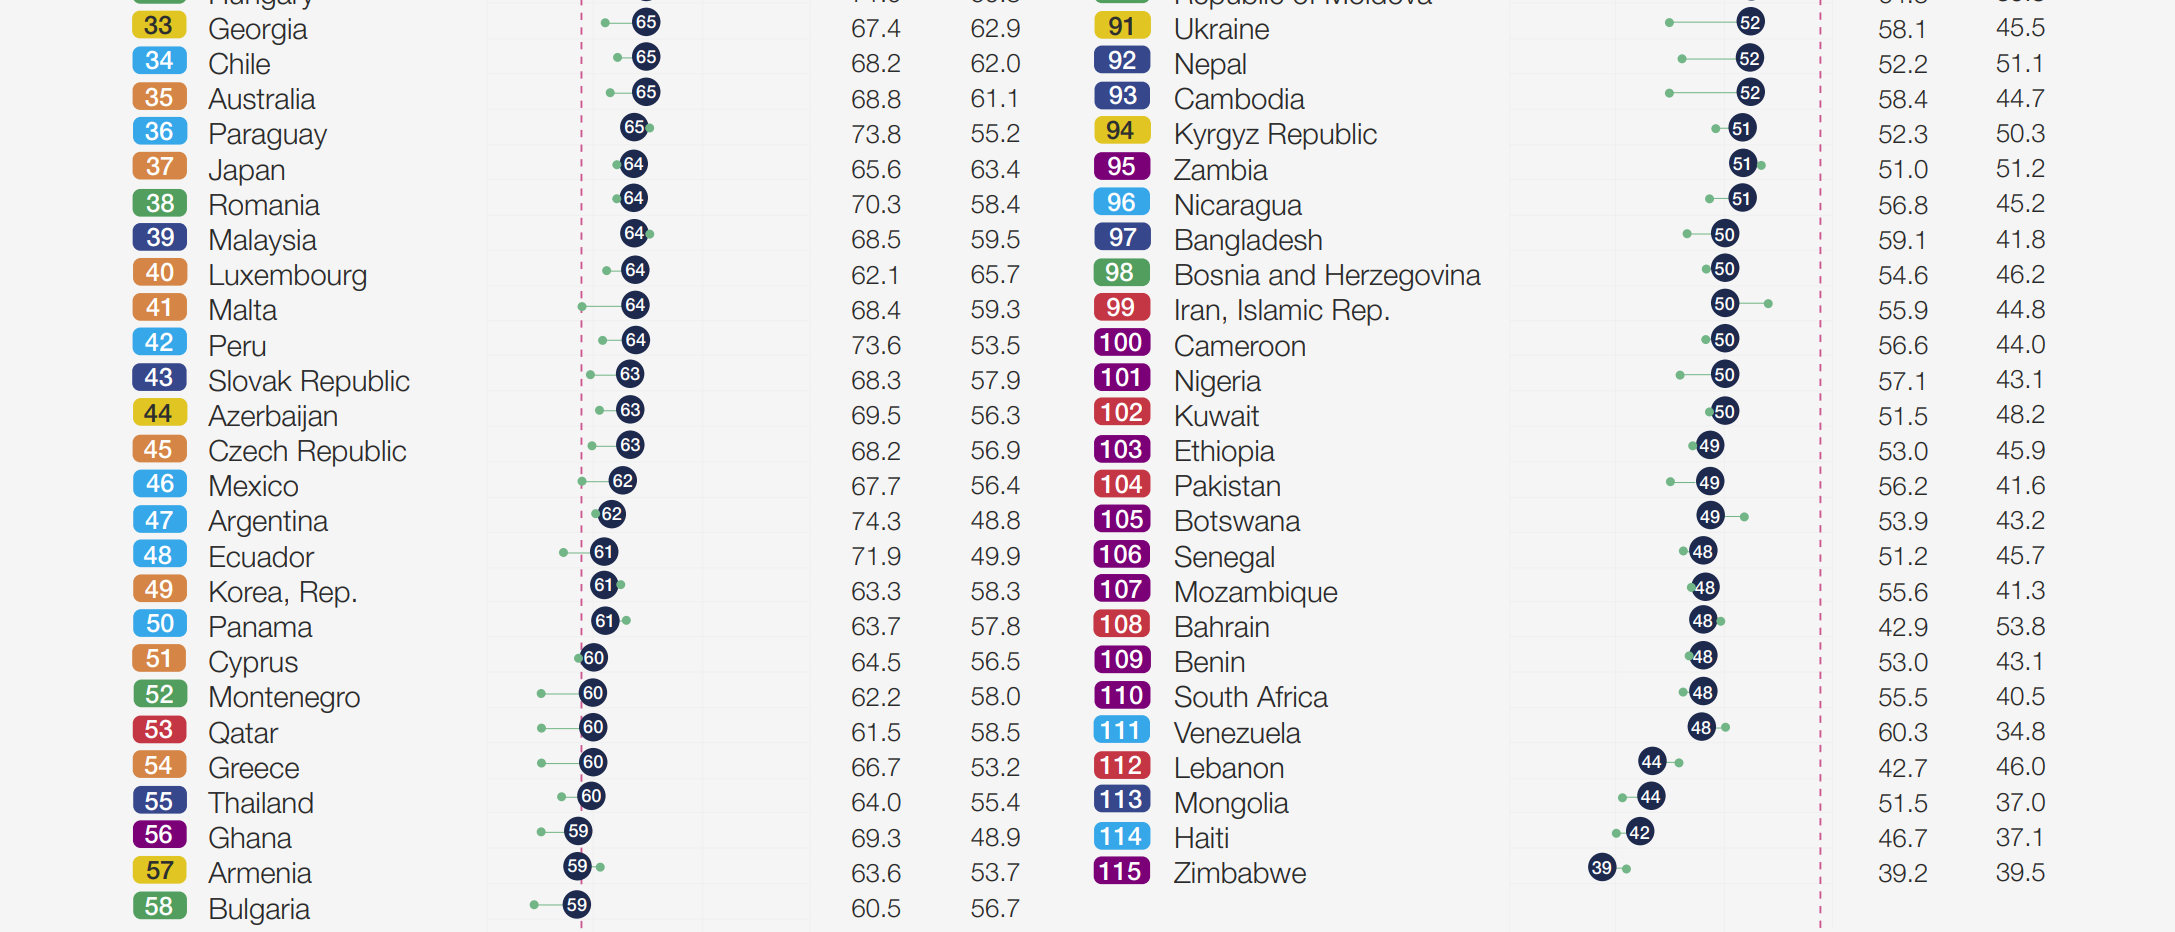 33 Georgia 65 67.4 62.9
34 Chile 65 68.2 62.0
35 Australia 65 68.8 61.1
36 Paraguay 65 73.8 55.2
37 Japan 64 65.6 63.4
38 Romania 64 70.3 58.4
39 Malaysia 64 68.5 59.5
40 Luxembourg 64 62.1 65.7
41 Malta 64 68.4 59.3
42 Peru 64 73.6 53.5
43 Slovak Republic 63 68.3 57.9
44 Azerbaijan 63 69.5 56.3
45 Czech Republic 63 68.2 56.9
46 Mexico 62 67.7 56.4
47 Argentina 62 74.3 48.8
48 Ecuador 61 71.9 49.9
49 Korea, Rep. 61 63.3 58.3
50 Panama 61 63.7 57.8
51 Cyprus 60 64.5 56.5
52 Montenegro 60 62.2 58.0
53 Qatar 60 61.5 58.5
54 Greece 60 66.7 53.2
55 Thailand 60 64.0 55.4
56 Ghana 59 69.3 48.9
57 Armenia 59 63.6 53.7
58 Bulgaria 59 60.5 56.7
91 Ukraine 52 58.1 45.5
92 Nepal 52 52.2 51.1
93 Cambodia 52 58.4 44.7
94 Kyrgyz Republic 51 52.3 50.3
95 Zambia 51 51.0 51.2
96 Nicaragua 51 56.8 45.2
97 Bangladesh 50 59.1 41.8
98 Bosnia and Herzegovina 50 54.6 46.2
99 Iran, Islamic Rep. 50 55.9 44.8
100 Cameroon 50 56.6 44.0
101 Nigeria 50 57.1 43.1
102 Kuwait 50 51.5 48.2
103 Ethiopia 49 53.0 45.9
104 Pakistan 49 56.2 41.6
105 Botswana 49 53.9 43.2
106 Senegal 48 51.2 45.7
107 Mozambique 48 55.6 41.3
108 Bahrain 48 42.9 53.8
109 Benin 48 53.0 43.1
110 South Africa 48 55.5 40.5
111 Venezuela 48 60.3 34.8
112 Lebanon 44 42.7 46.0
113 Mongolia 44 51.5 37.0
114 Haiti 42 46.7 37.1
115 Zimbabwe 39 39.2 39.5